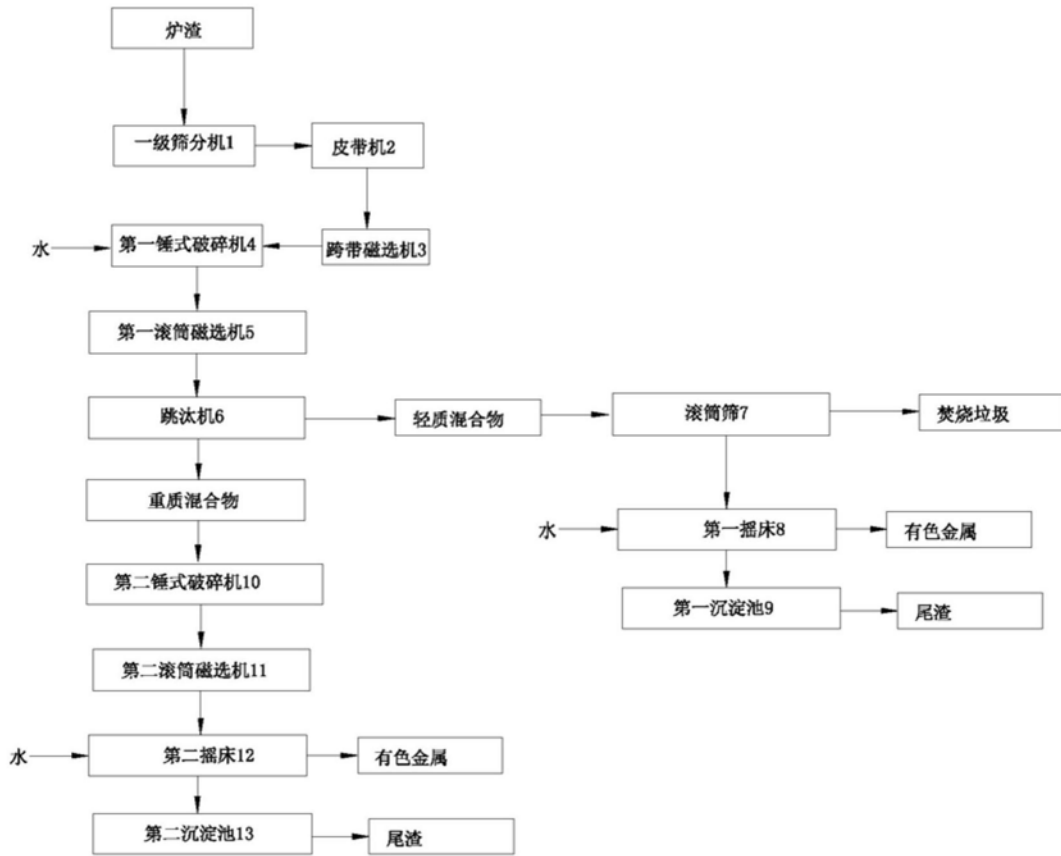 炉渣
一级筛分机1
皮带机2
水
第一锤式破碎机4
跨带磁选机3
第一滚筒磁选机5
跳汰机6
轻质混合物
滚筒筛7
焚烧垃圾
重质混合物
水
第一摇床8
有色金属
第二锤式破碎机10
第一沉淀池9
尾渣
第二滚筒磁选机11
水
第二摇床12
有色金属
第二沉淀池13
尾渣